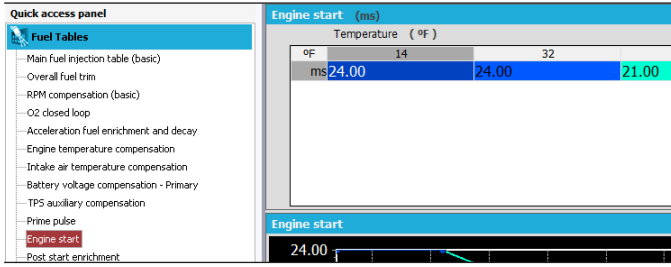 Quick access panel
Fuel Tables
Main fuel injection table (basic)
Overall fuel trim
RPM compensation (basic)
O2 closed loop
Acceleration fuel enrichment and decay
Engine temperature compensation
Intake air temperature compensation
Battery voltage compensation - Primary
TPS auxiliary compensation
Prime pulse
Engine start
Post start enrichment
Engine start (ms)
Temperature ( ºF )
ºF 14 32
ms 24.00 24.00 21.00
Engine start
24.00